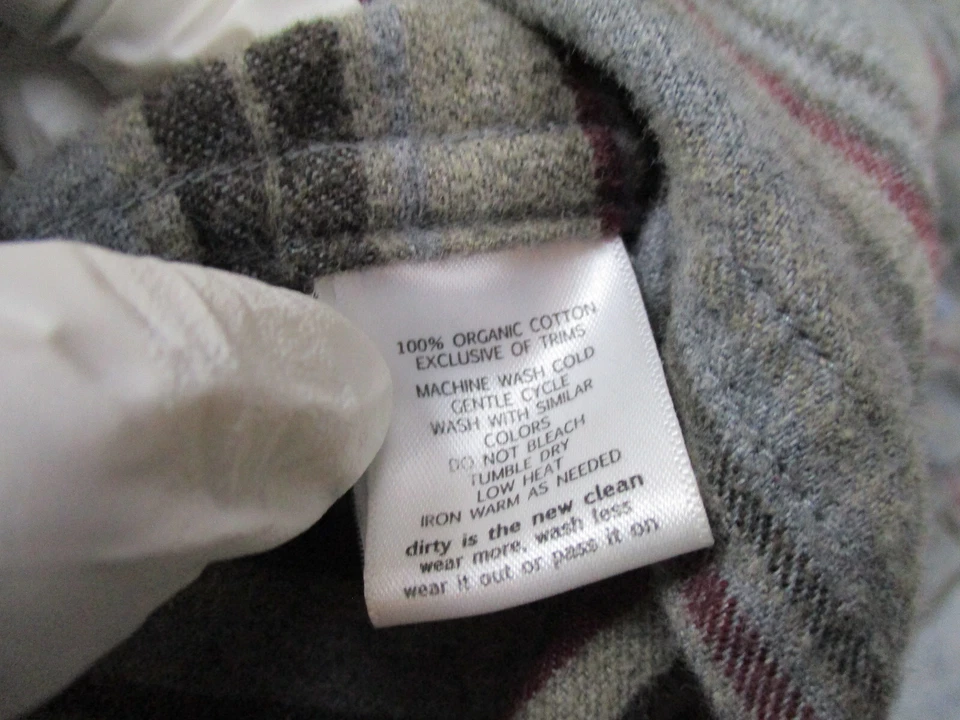 100% ORGANIC COTTON
EXCLUSIVE OF TRIMS
MACHINE WASH COLD
GENTLE CYCLE
WASH WITH SIMILAR
COLORS
DO NOT BLEACH
TUMBLE DRY
LOW HEAT
IRON WARM AS NEEDED
dirty is the new clean
wear more, wash less
wear it out or pass it on